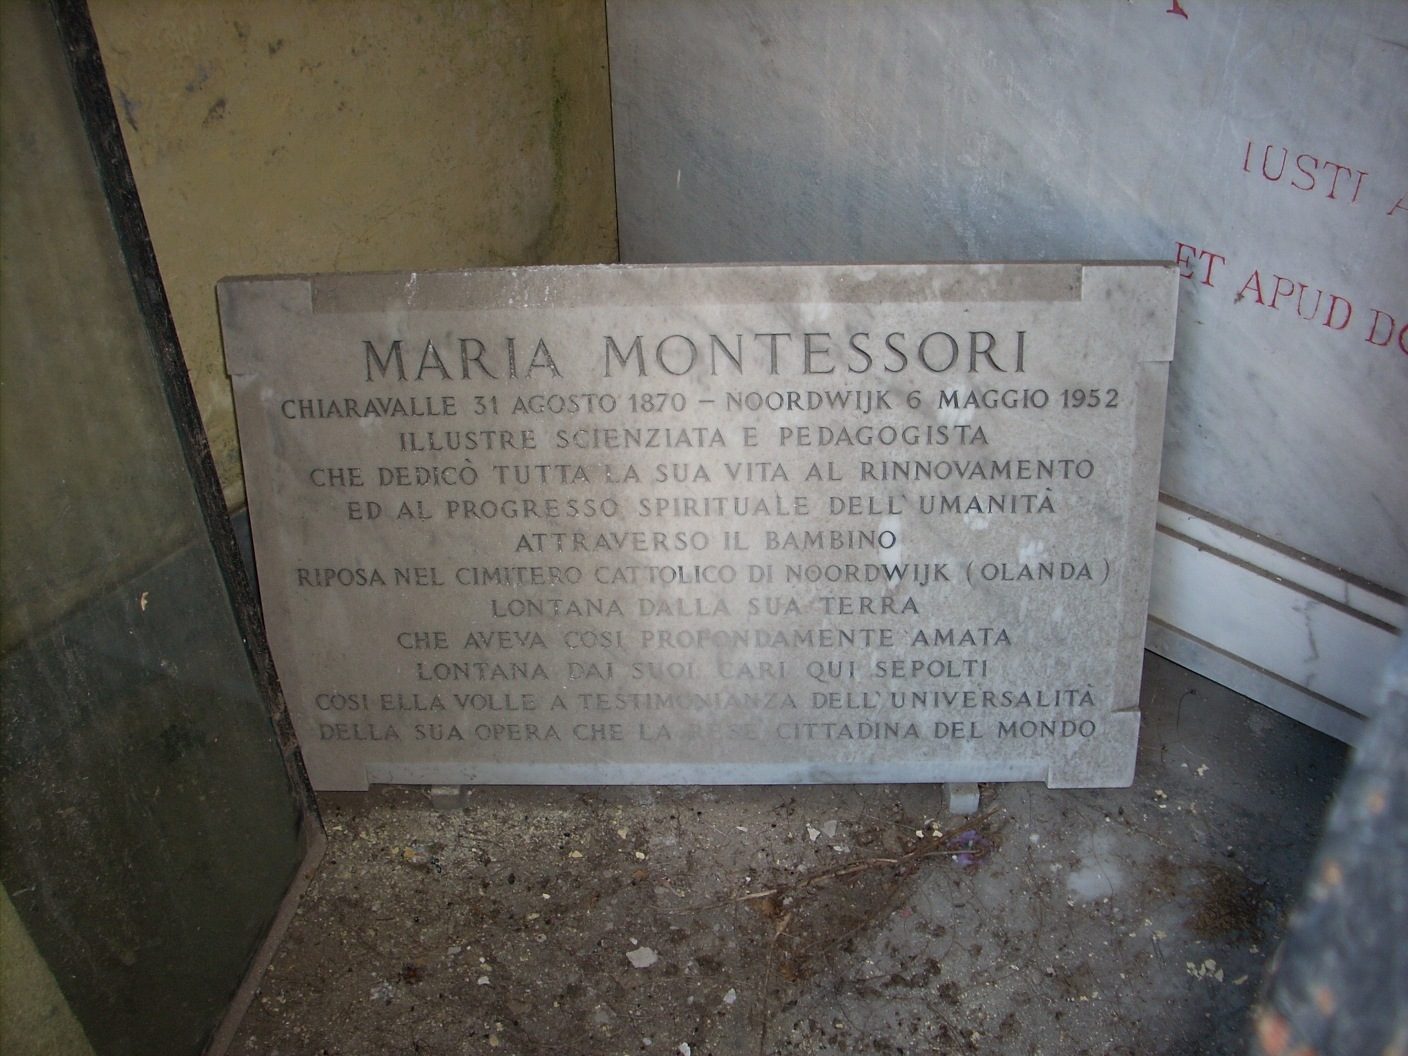 MARIA MONTESSORI
CHIARAVALLE 31 AGOSTO 1870 – NOORDWIJK 6 MAGGIO 1952
ILLUSTRE SCIENZIATA E PEDAGOGISTA
CHE DEDICÒ TUTTA LA SUA VITA AL RINNOVAMENTO
ED AL PROGRESSO SPIRITUALE DELL'UMANITÀ
ATTRAVERSO IL BAMBINO
RIPOSA NEL CIMITERO CATTOLICO DI NOORDWIJK (OLANDA)
LONTANA DALLA SUA TERRA
CHE AVEVA COSI PROFONDAMENTE AMATA
LONTANA DAI SUOI CARI QUI SEPOLTI
COSI ELLA VOLLE A TESTIMONIANZA DELL'UNIVERSALITÀ
DELLA SUA OPERA CHE LA RESE CITTADINA DEL MONDO
IUSTI
ET APUD